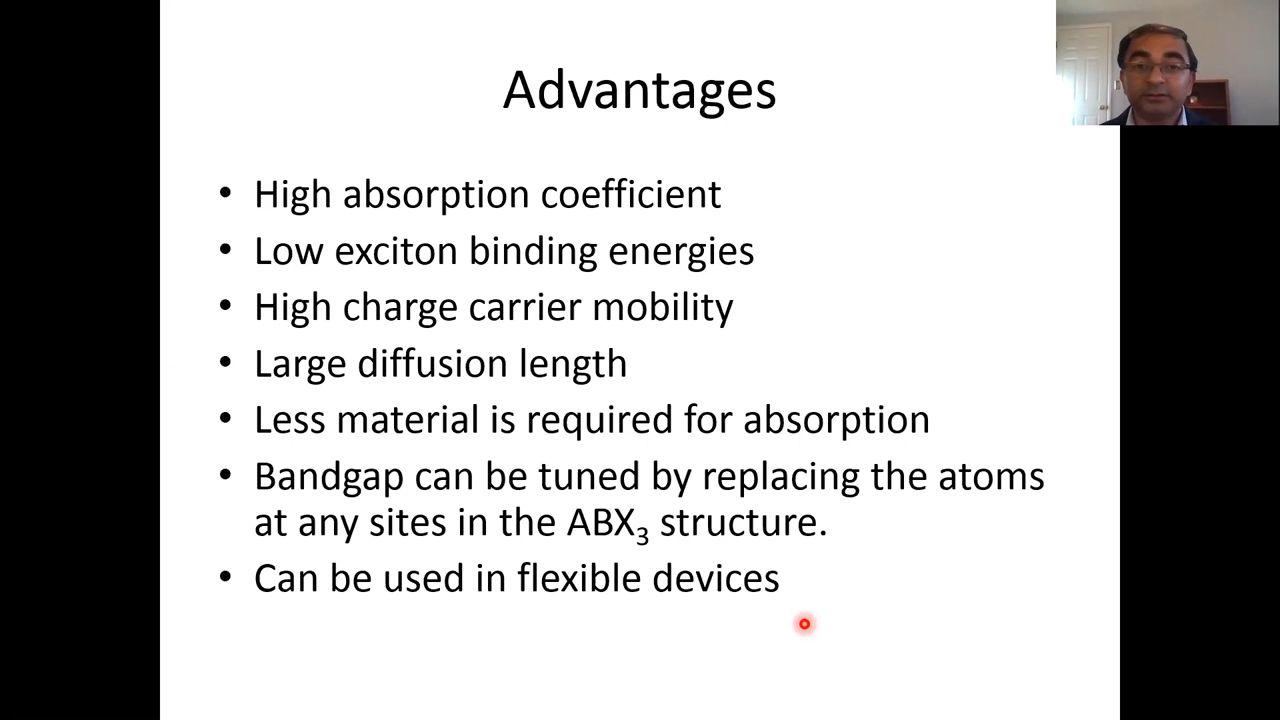 Advantages
• High absorption coefficient
• Low exciton binding energies
• High charge carrier mobility
• Large diffusion length
• Less material is required for absorption
• Bandgap can be tuned by replacing the atoms
at any sites in the ABX₃ structure.
• Can be used in flexible devices